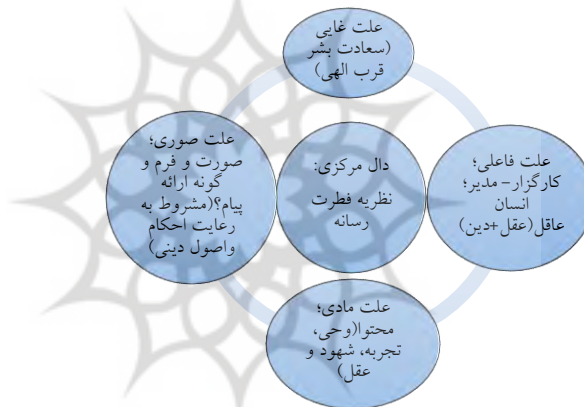 علت غایی
(سعادت بشر
قرب الهی)
علت فاعلی؛
کارگزار- مدیر؛
انسان
عاقل(عقل+دین)
دال مرکزی:
نظریه فطرت
رسانه
علت صوری؛
صورت و فرم و
گونه ارائه
پیام؟(مشروط به
رعایت احکام
واصول دینی)
علت مادی؛
محتوا(وحی،
تجربه، شهود و
عقل)